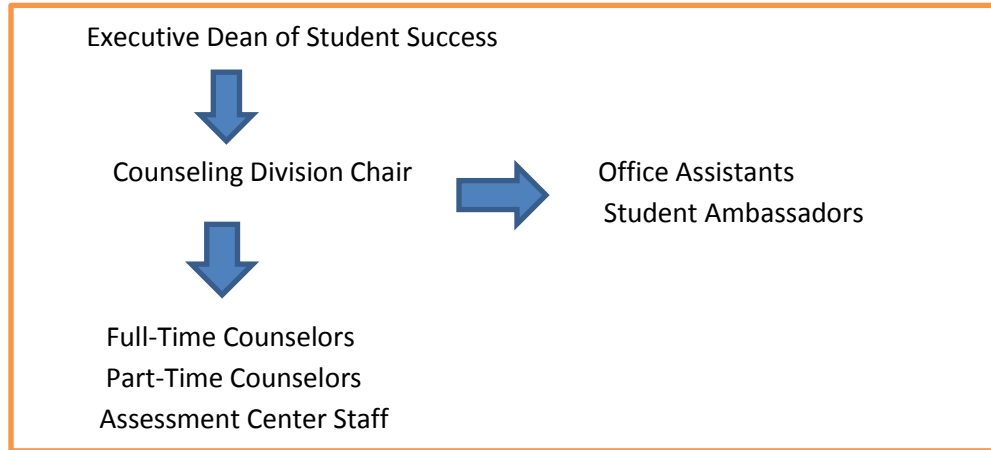 Executive Dean of Student Success
Counseling Division Chair
Office Assistants
Student Ambassadors
Full-Time Counselors
Part-Time Counselors
Assessment Center Staff